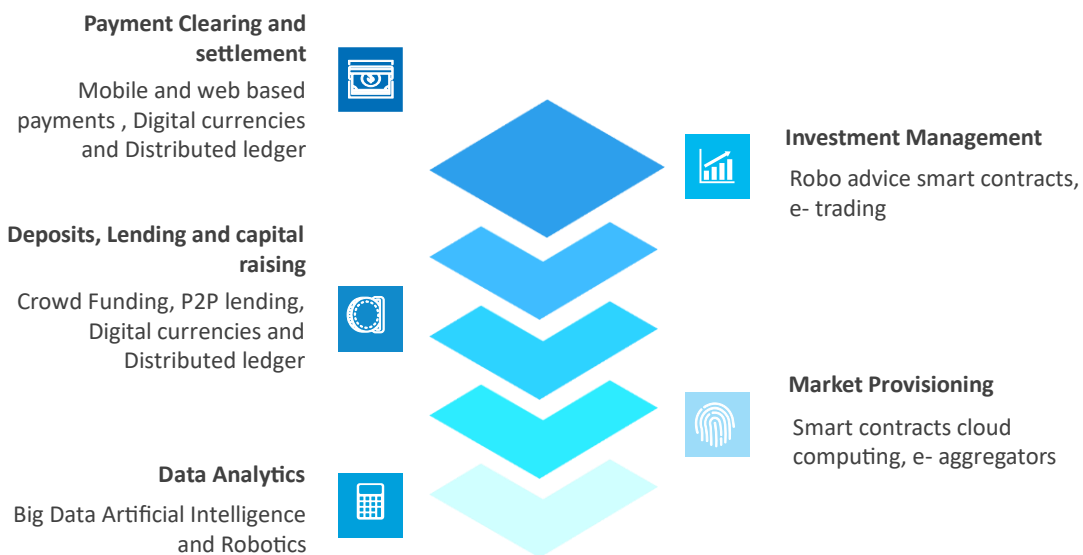 Payment Clearing and
settlement
Mobile and web based
payments , Digital currencies
and Distributed ledger
Investment Management
Robo advice smart contracts,
e- trading
Deposits, Lending and capital
raising
Crowd Funding, P2P lending,
Digital currencies and
Distributed ledger
Market Provisioning
Smart contracts cloud
computing, e- aggregators
Data Analytics
Big Data Artificial Intelligence
and Robotics